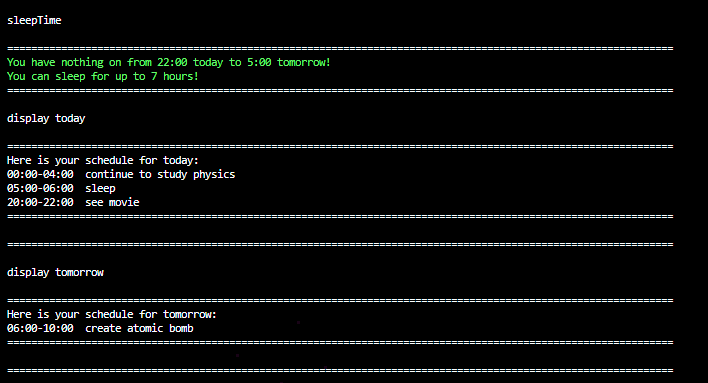 sleepTime
===============================================================================================================
You have nothing on from 22:00 today to 5:00 tomorrow!
You can sleep for up to 7 hours!
===============================================================================================================
display today
===============================================================================================================
Here is your schedule for today:
00:00-04:00  continue to study physics
05:00-06:00  sleep
20:00-22:00  see movie
===============================================================================================================
===============================================================================================================
display tomorrow
===============================================================================================================
Here is your schedule for tomorrow:
06:00-10:00  create atomic bomb
===============================================================================================================
===============================================================================================================